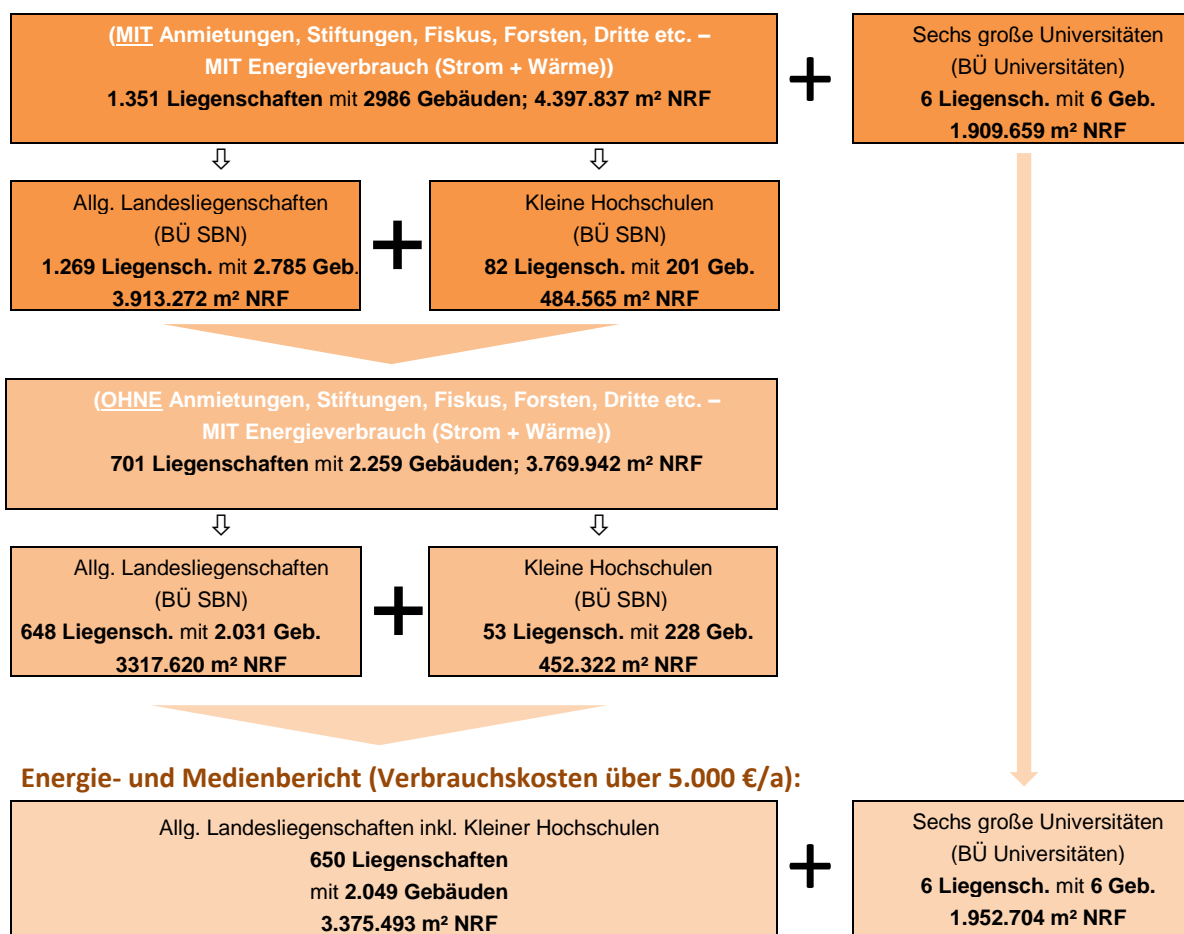 (MIT Anmietungen, Stiftungen, Fiskus, Forsten, Dritte etc. –
MIT Energieverbrauch (Strom + Wärme))
1.351 Liegenschaften mit 2986 Gebäuden; 4.397.837 m² NRF
+
Sechs große Universitäten
(BÜ Universitäten)
6 Liegensch. mit 6 Geb.
1.909.659 m² NRF
Allg. Landesliegenschaften
(BÜ SBN)
1.269 Liegensch. mit 2.785 Geb.
3.913.272 m² NRF
+
Kleine Hochschulen
(BÜ SBN)
82 Liegensch. mit 201 Geb.
484.565 m² NRF
(OHNE Anmietungen, Stiftungen, Fiskus, Forsten, Dritte etc. –
MIT Energieverbrauch (Strom + Wärme))
701 Liegenschaften mit 2.259 Gebäuden; 3.769.942 m² NRF
Allg. Landesliegenschaften
(BÜ SBN)
648 Liegensch. mit 2.031 Geb.
3317.620 m² NRF
+
Kleine Hochschulen
(BÜ SBN)
53 Liegensch. mit 228 Geb.
452.322 m² NRF
Energie- und Medienbericht (Verbrauchskosten über 5.000 €/a):
Allg. Landesliegenschaften inkl. Kleiner Hochschulen
650 Liegenschaften
mit 2.049 Gebäuden
3.375.493 m² NRF
+
Sechs große Universitäten
(BÜ Universitäten)
6 Liegensch. mit 6 Geb.
1.952.704 m² NRF